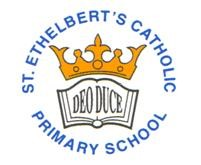 ST. ETHELBERT'S CATHOLIC
DEO DUCE
PRIMARY SCHOOL